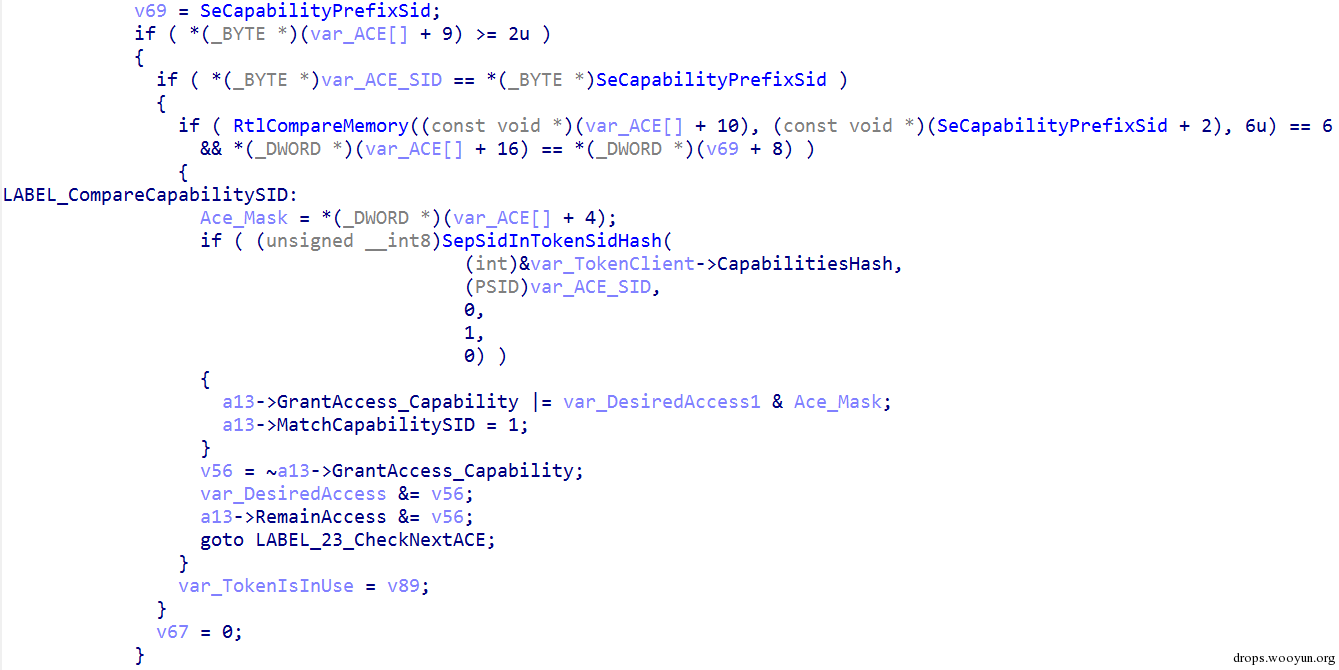 v69 = SeCapabilityPrefixSid;
if ( *(_BYTE *)(var_ACE[] + 9) >= 2u )
{
if ( *(_BYTE *)var_ACE_SID == *(_BYTE *)SeCapabilityPrefixSid )
{
if ( RtlCompareMemory((const void *)(var_ACE[] + 10), (const void *)(SeCapabilityPrefixSid + 2), 6u) == 6
&& *(_DWORD *)(var_ACE[] + 16) == *(_DWORD *)(v69 + 8) )
{
LABEL_CompareCapabilitySID:
Ace_Mask = *(_DWORD *)(var_ACE[] + 4);
if ( (unsigned __int8)SepSidInTokenSidHash(
(int)&var_TokenClient->CapabilitiesHash,
(PSID)var_ACE_SID,
0,
1,
0) )
{
a13->GrantAccess_Capability |= var_DesiredAccess1 & Ace_Mask;
a13->MatchCapabilitySID = 1;
}
v56 = ~a13->GrantAccess_Capability;
var_DesiredAccess &= v56;
a13->RemainAccess &= v56;
goto LABEL_23_CheckNextACE;
}
var_TokenIsInUse = v89;
}
v67 = 0;
}
drops.wooyun.org